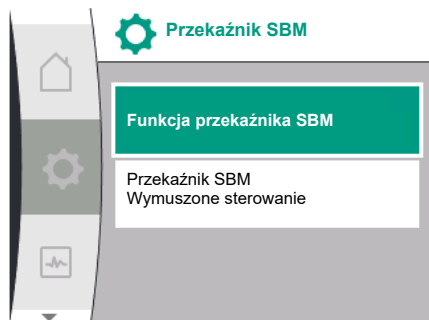 Przekaźnik SBM
Funkcja przekaźnika SBM
Przekaźnik SBM
Wymuszone sterowanie